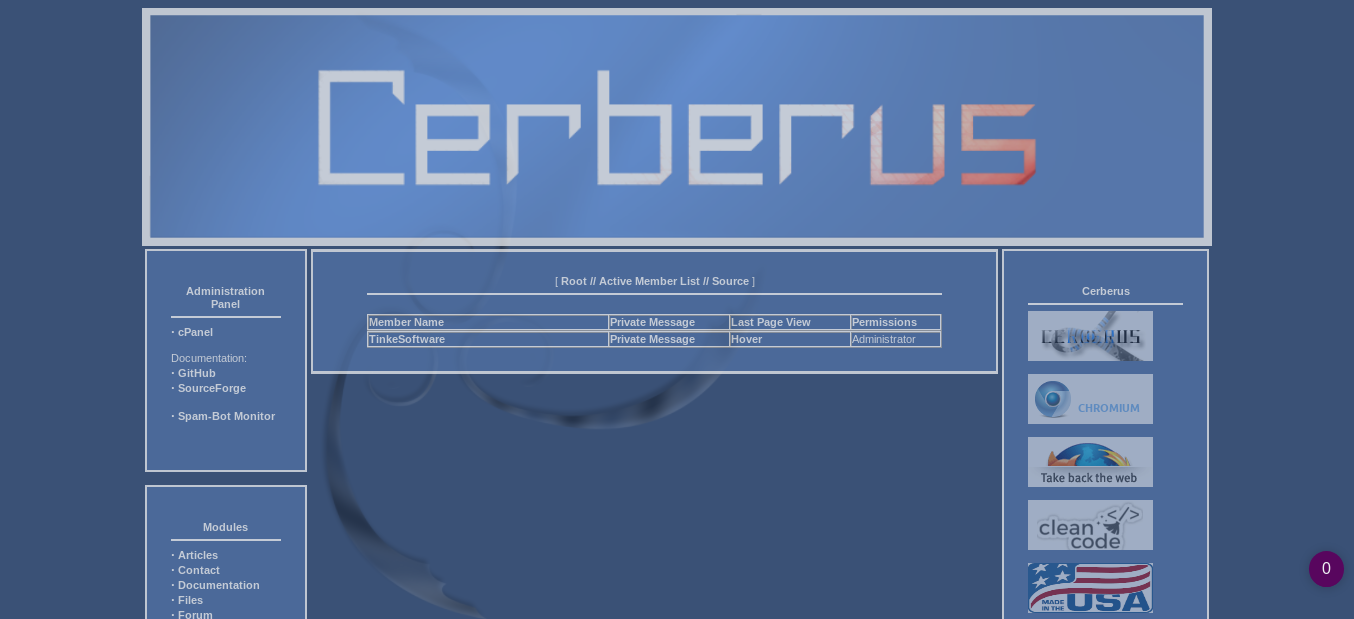 Cerberus
[ Root // Active Member List // Source ]
Member Name Private Message Last Page View Permissions
TinkeSoftware Private Message Hover Administrator
Administration
Panel
· cPanel
Documentation:
· GitHub
· SourceForge
· Spam-Bot Monitor
Modules
· Articles
· Contact
· Documentation
· Files
· Forum
Cerberus
CERBERUS
CHROMIUM
Take back the web
clean </>
code
MADE
IN THE
USA
0